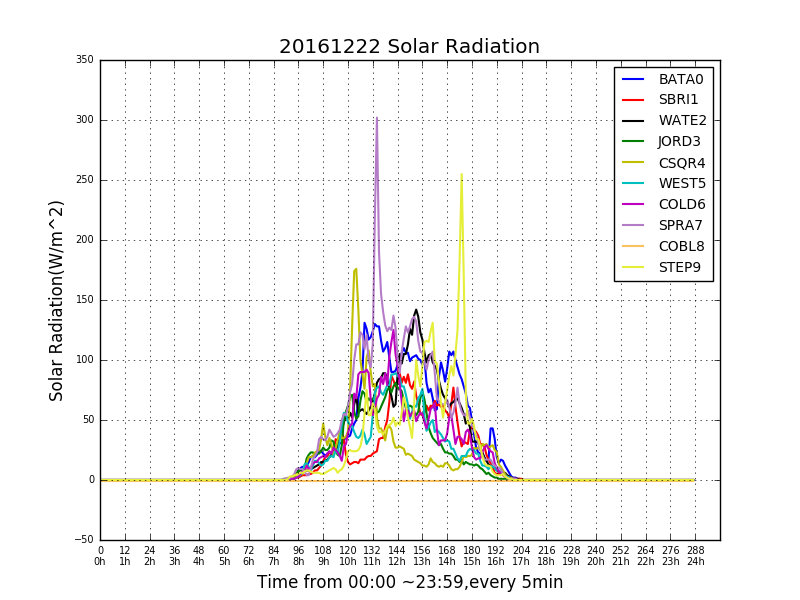 20161222 Solar Radiation
350
300
250
200
150
100
50
0
−50
Solar Radiation(W/m^2)
BATA0
SBRI1
WATE2
JORD3
CSQR4
WEST5
COLD6
SPRA7
COBL8
STEP9
0 12 24 36 48 60 72 84 96 108 120 132 144 156 168 180 192 204 216 228 240 252 264 276 288
0h 1h 2h 3h 4h 5h 6h 7h 8h 9h 10h 11h 12h 13h 14h 15h 16h 17h 18h 19h 20h 21h 22h 23h 24h
Time from 00:00 ~23:59,every 5min